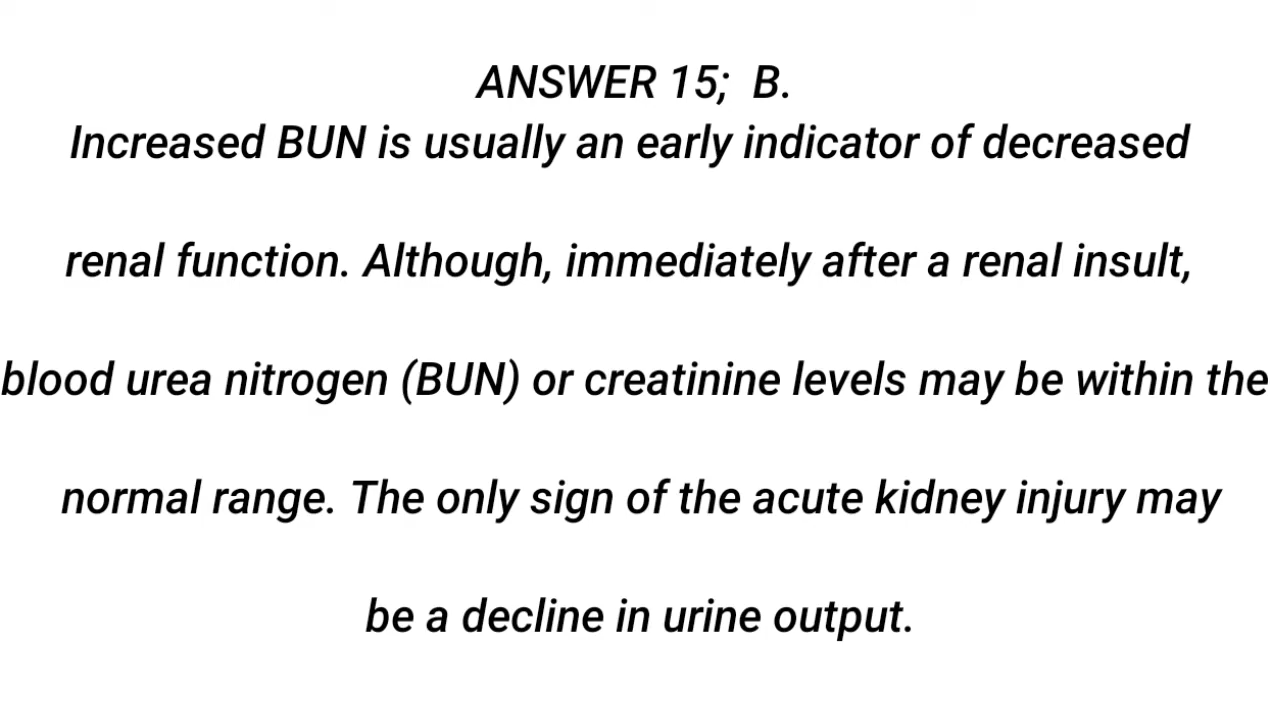 ANSWER 15;  B.
Increased BUN is usually an early indicator of decreased
renal function. Although, immediately after a renal insult,
blood urea nitrogen (BUN) or creatinine levels may be within the
normal range. The only sign of the acute kidney injury may
be a decline in urine output.